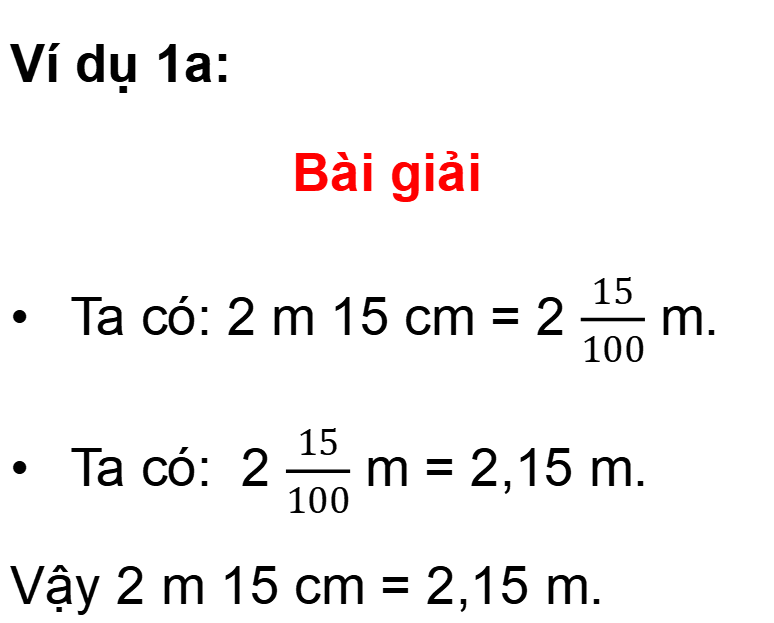 Ví dụ 1a:
Bài giải
• Ta có: 2 m 15 cm = 2 15/100 m.
• Ta có: 2 15/100 m = 2,15 m.
Vậy 2 m 15 cm = 2,15 m.